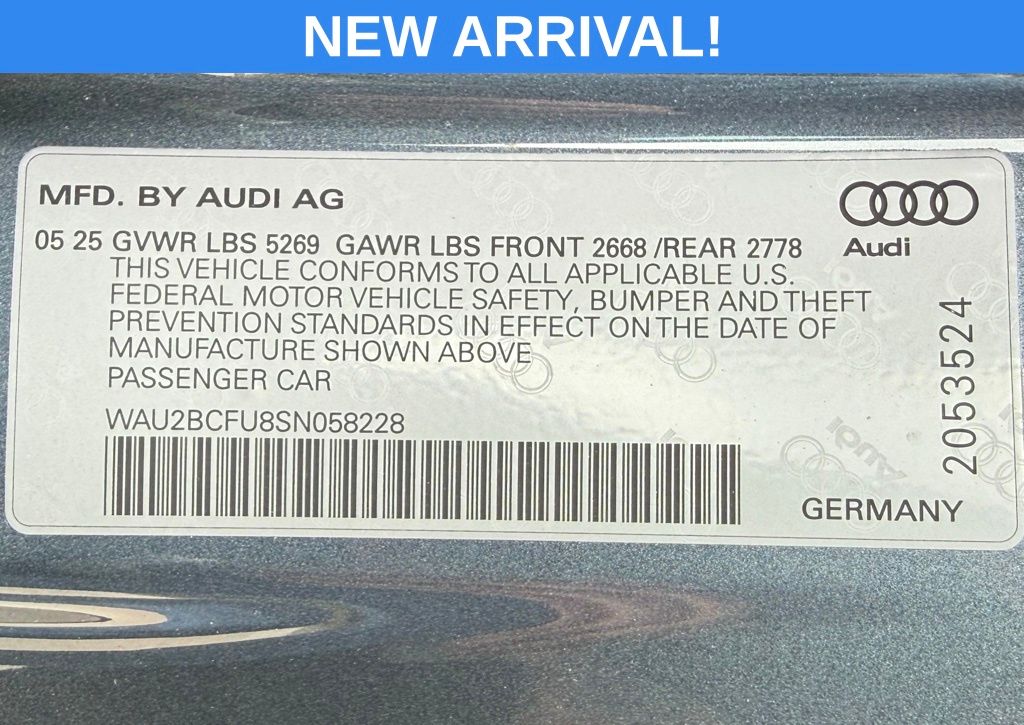 NEW ARRIVAL!
MFD. BY AUDI AG
Audi
05 25 GVWR LBS 5269 GAWR LBS FRONT 2668 /REAR 2778
THIS VEHICLE CONFORMS TO ALL APPLICABLE U.S.
FEDERAL MOTOR VEHICLE SAFETY, BUMPER AND THEFT
PREVENTION STANDARDS IN EFFECT ON THE DATE OF
MANUFACTURE SHOWN ABOVE
PASSENGER CAR
WAU2BCFU8SN058228
2053524
GERMANY